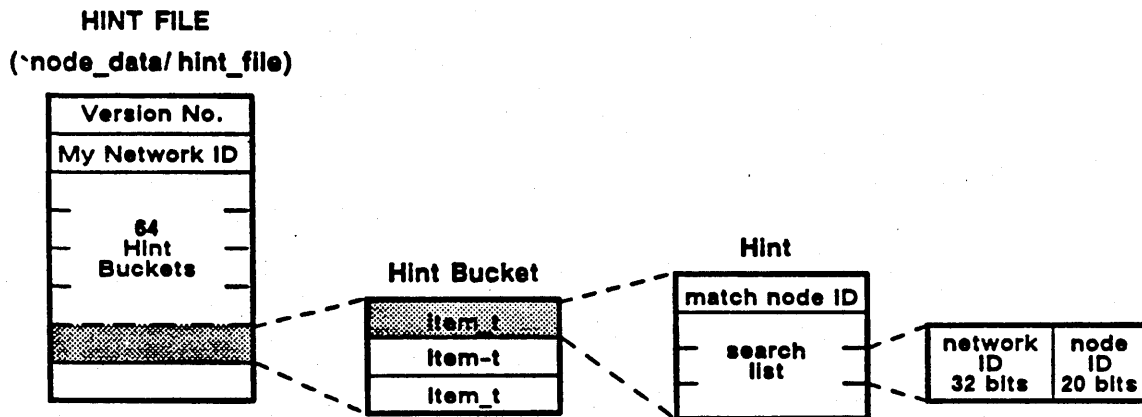 HINT FILE
(`node_data/ hint_file)
Version No.
My Network ID
64
Hint
Buckets
Hint Bucket
item_t
Item-t
Item_t
Hint
match node ID
search
list
network
ID
32 bits
node
ID
20 bits